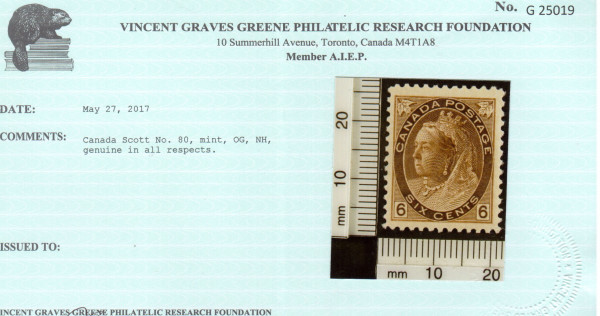 No. G 25019
VINCENT GRAVES GREENE PHILATELIC RESEARCH FOUNDATION
10 Summerhill Avenue, Toronto, Canada M4T1A8
Member A.I.E.P.
DATE: May 27, 2017
COMMENTS: Canada Scott No. 80, mint, OG, NH,
genuine in all respects.
CANADA POSTAGE
6 SIX CENTS 6
mm 10 20
mm 10 20
ISSUED TO:
INCENT GRAVES GREENE PHILATELIC RESEARCH FOUNDATION